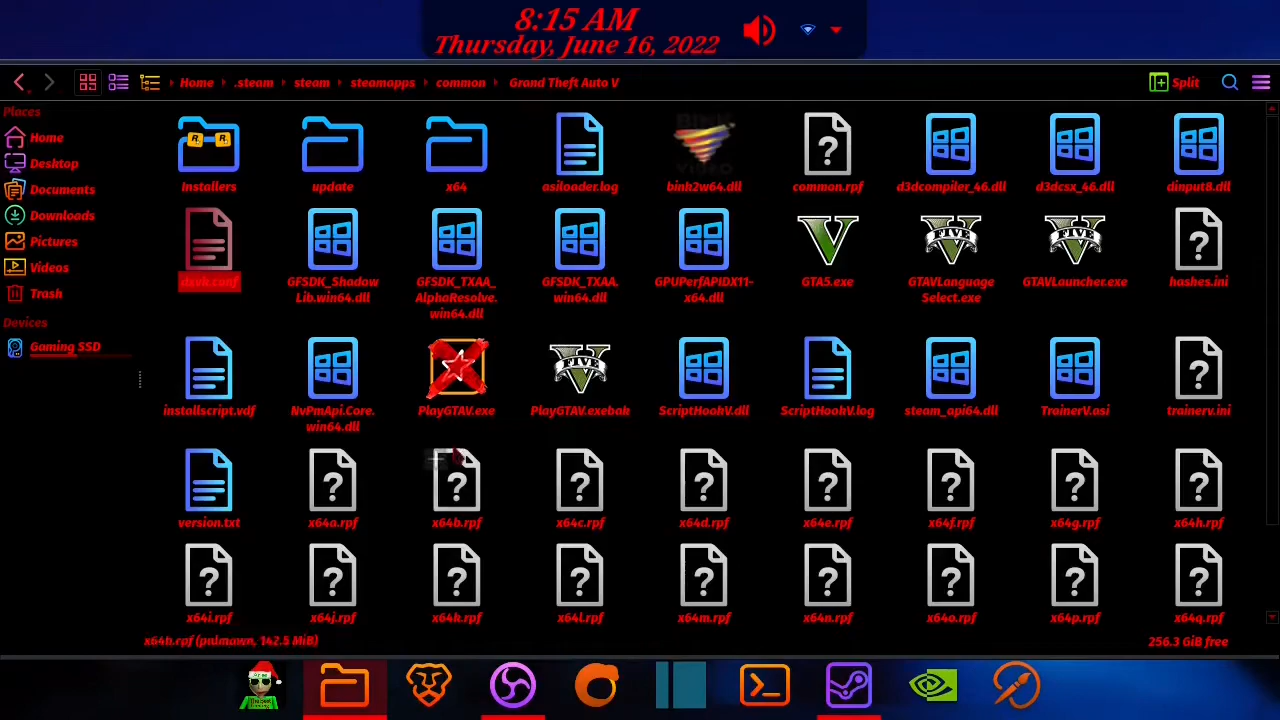 8:15 AM
Thursday, June 16, 2022
Home .steam steam steamapps common Grand Theft Auto V
Split
Places
Home
Desktop
Documents
Downloads
Pictures
Videos
Trash
Devices
Gaming SSD
Installers update x64 asiloader.log bink2w64.dll common.rpf d3dcompiler_46.dll d3dcsx_46.dll dinput8.dll
dxvk.conf GFSDK_Shadow GFSDK_TXAA_ GFSDK_TXAA. GPUPerfAPIDX11- GTA5.exe GTAVLanguage GTAVLauncher.exe hashes.ini
Lib.win64.dll AlphaResolve. win64.dll x64.dll Select.exe
win64.dll
installscript.vdf NvPmApi.Core. PlayGTAV.exe PlayGTAV.exebak ScriptHookV.dll ScriptHookV.log steam_api64.dll TrainerV.asi trainerv.ini
win64.dll
version.txt x64a.rpf x64b.rpf x64c.rpf x64d.rpf x64e.rpf x64f.rpf x64g.rpf x64h.rpf
x64i.rpf x64j.rpf x64k.rpf x64l.rpf x64m.rpf x64n.rpf x64o.rpf x64p.rpf x64q.rpf
256.3 GiB free